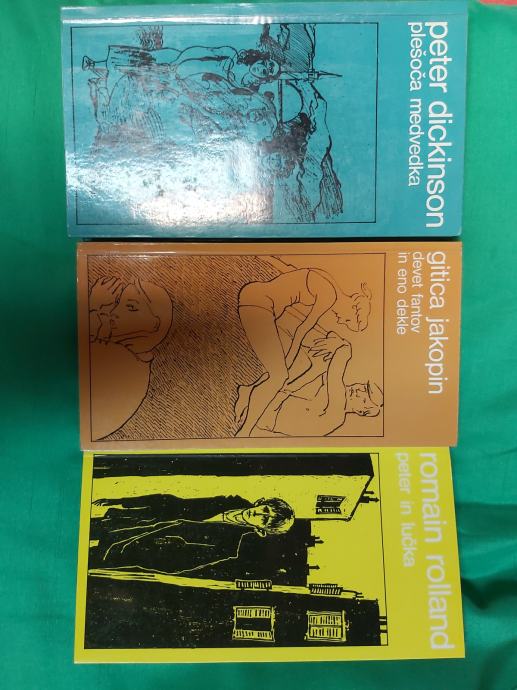 peter dickinson
plešoča medvedka
gitica jakopin
devet fantov
in eno dekle
romain rolland
peter in lučka